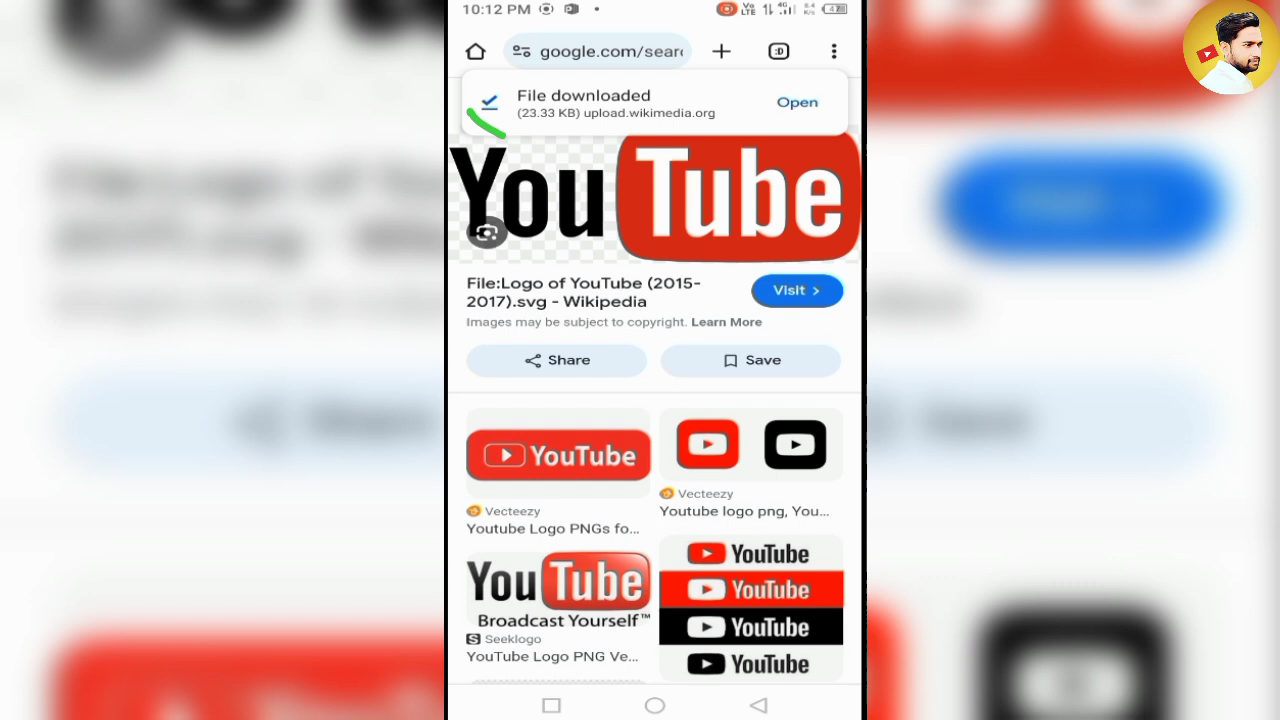 10:12 PM
Vo LTE 4G
google.com/sear
:D
File downloaded
(23.33 KB) upload.wikimedia.org
Open
YouTube
File:Logo of YouTube (2015-
2017).svg - Wikipedia
Visit >
Images may be subject to copyright. Learn More
Share
Save
YouTube
Vecteezy
Youtube Logo PNGs fo...
Vecteezy
Youtube logo png, You...
YouTube
Broadcast Yourself™
S Seeklogo
YouTube Logo PNG Ve...
YouTube
YouTube
YouTube
YouTube